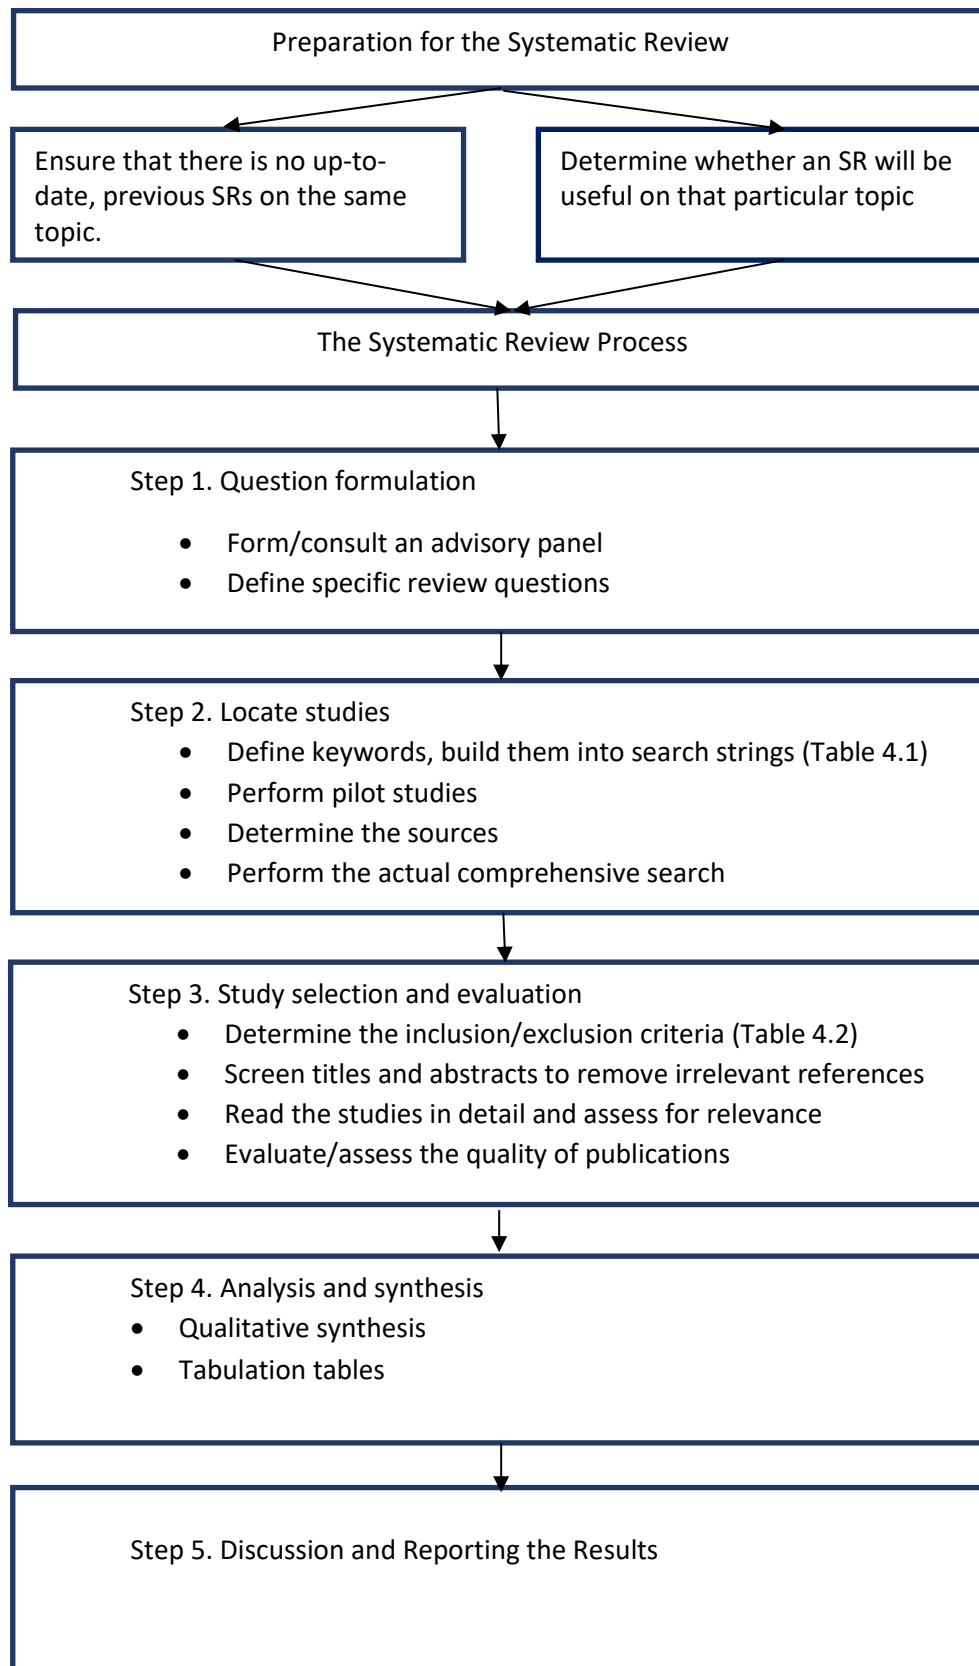 Preparation for the Systematic Review
Ensure that there is no up-to-
date, previous SRs on the same
topic.
Determine whether an SR will be
useful on that particular topic
The Systematic Review Process
Step 1. Question formulation
• Form/consult an advisory panel
• Define specific review questions
Step 2. Locate studies
• Define keywords, build them into search strings (Table 4.1)
• Perform pilot studies
• Determine the sources
• Perform the actual comprehensive search
Step 3. Study selection and evaluation
• Determine the inclusion/exclusion criteria (Table 4.2)
• Screen titles and abstracts to remove irrelevant references
• Read the studies in detail and assess for relevance
• Evaluate/assess the quality of publications
Step 4. Analysis and synthesis
• Qualitative synthesis
• Tabulation tables
Step 5. Discussion and Reporting the Results